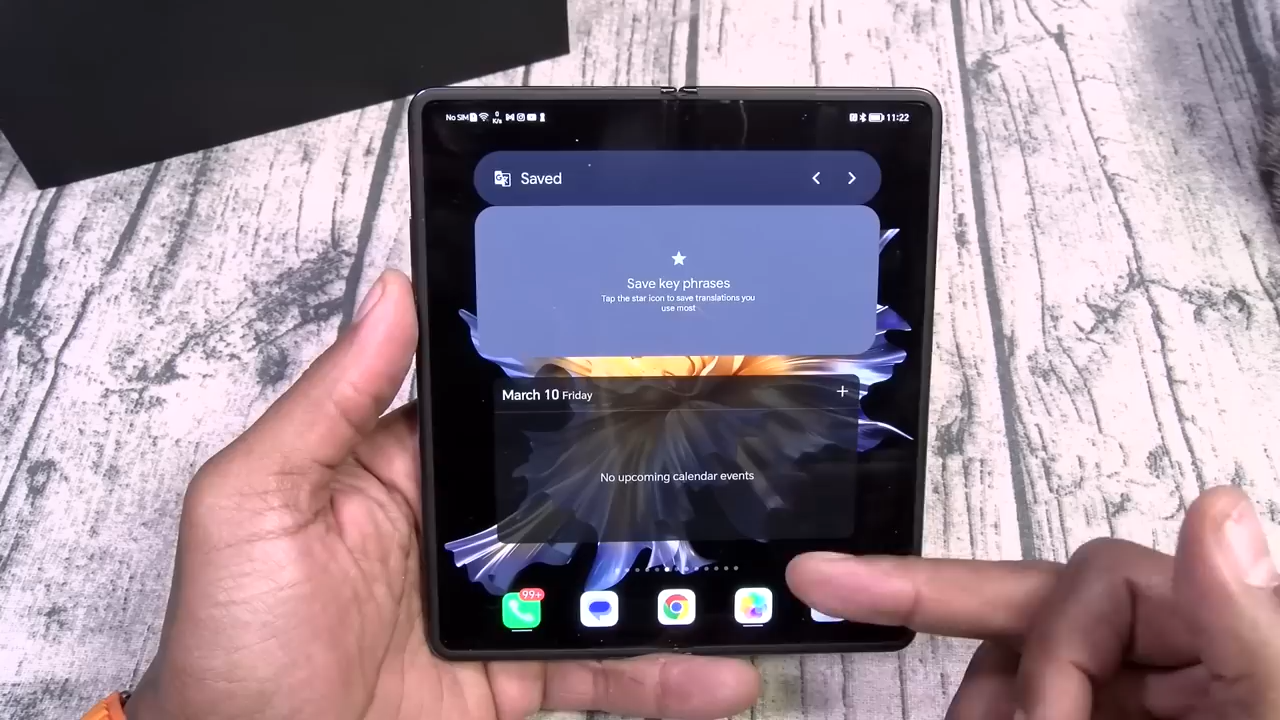 No SIM
0
K/s
11:22
Saved
Save key phrases
Tap the star icon to save translations you
use most
March 10 Friday
No upcoming calendar events
99+